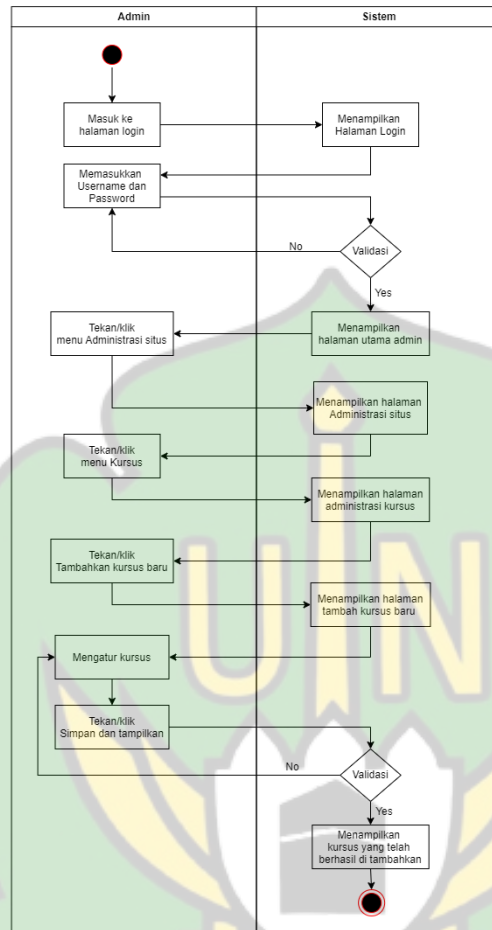 Admin
Sistem
Masuk ke
halaman login
Menampilkan
Halaman Login
Memasukkan
Username dan
Password
No
Validasi
Yes
Tekan/klik
menu Administrasi situs
Menampilkan
halaman utama admin
Menampilkan halaman
Administrasi situs
Tekan/klik
menu Kursus
Menampilkan halaman
administrasi kursus
Tekan/klik
Tambahkan kursus baru
Menampilkan halaman
tambah kursus baru
Mengatur kursus
Tekan/klik
Simpan dan tampilkan
No
Validasi
Yes
Menampilkan
kursus yang telah
berhasil di tambahkan
UIN